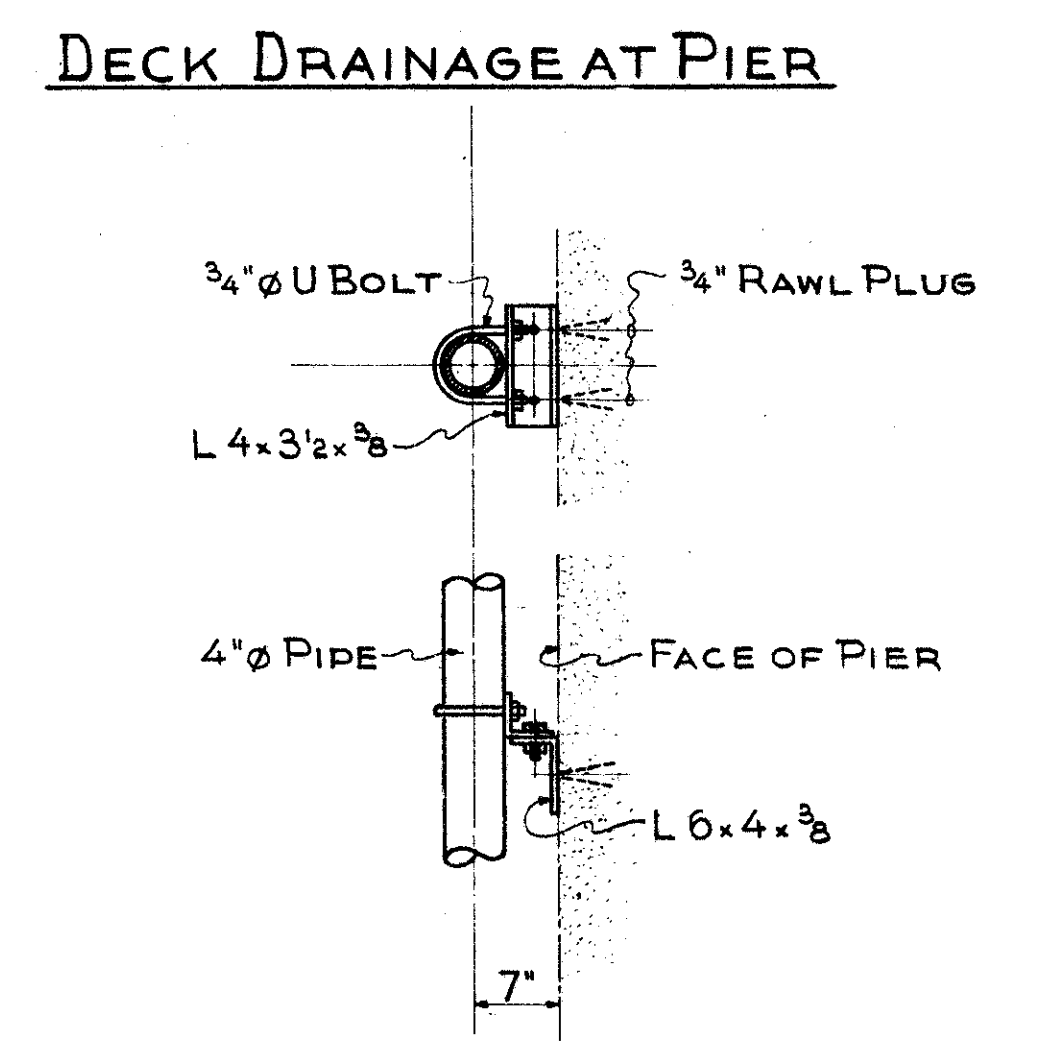 DECK DRAINAGE AT PIER
3/4" ø U BOLT
3/4" RAWL PLUG
L 4 x 3 1/2 x 3/8
4" ø PIPE
FACE OF PIER
L 6 x 4 x 3/8
7"